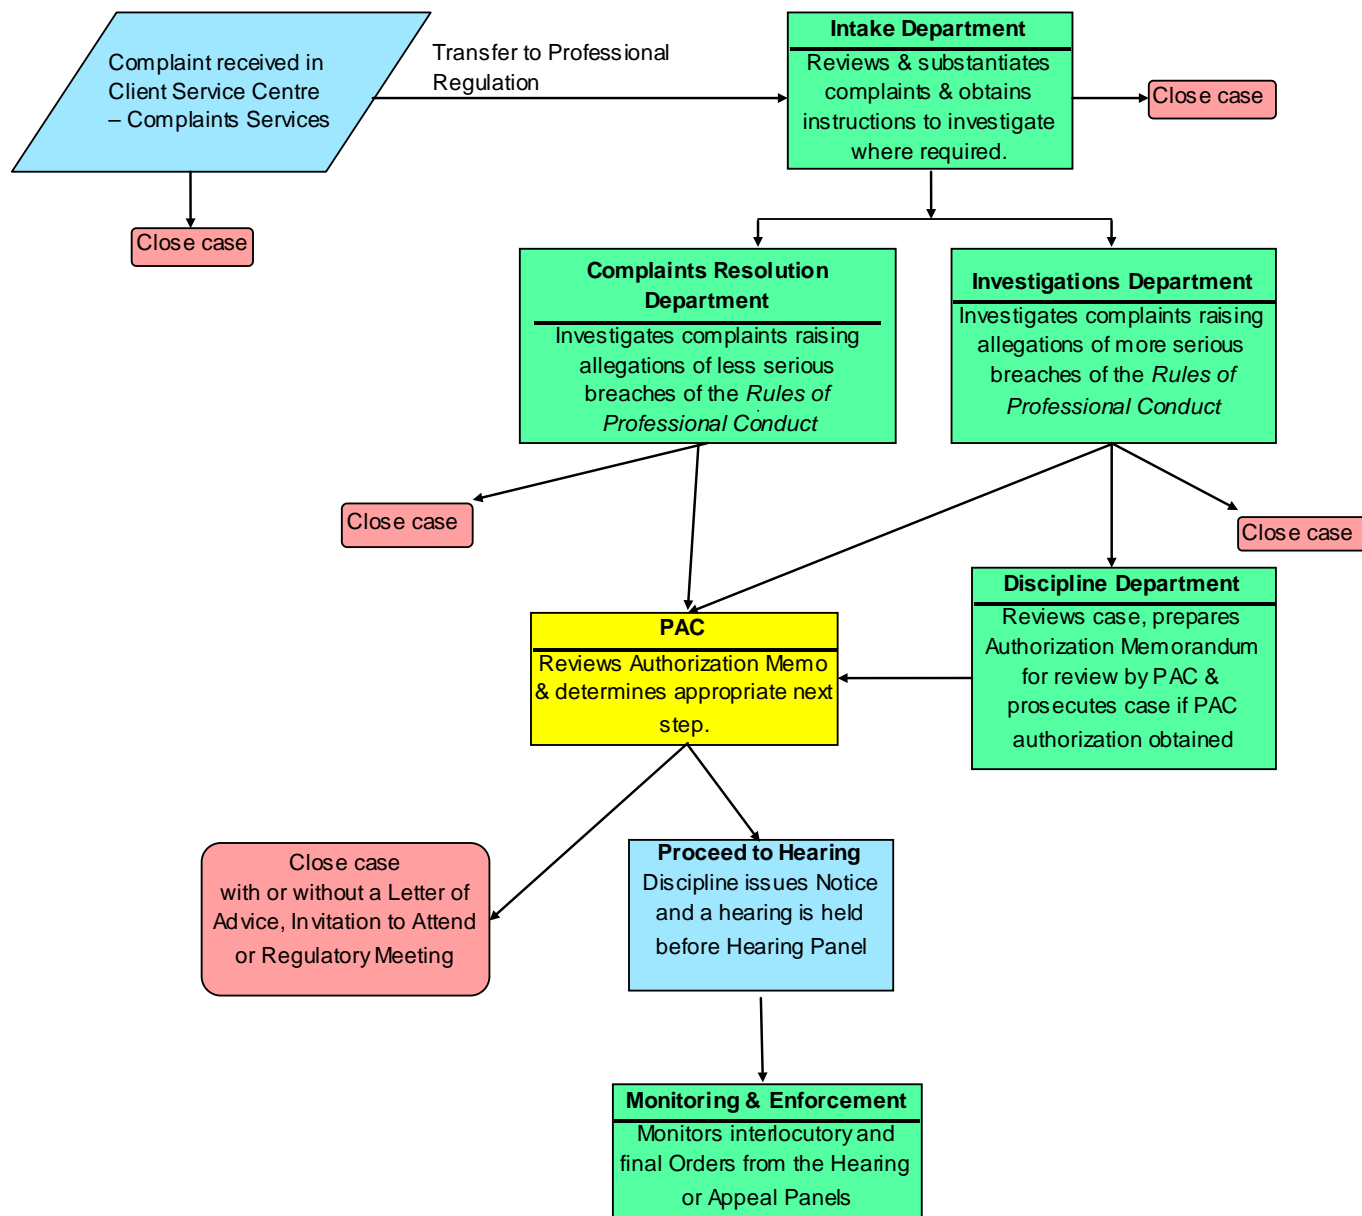 Complaint received in
Client Service Centre
– Complaints Services
Transfer to Professional
Regulation
Intake Department
Reviews & substantiates
complaints & obtains
instructions to investigate
where required.
Close case
Close case
Complaints Resolution
Department
Investigates complaints raising
allegations of less serious
breaches of the Rules of
Professional Conduct
Investigations Department
Investigates complaints raising
allegations of more serious
breaches of the Rules of
Professional Conduct
Close case
Close case
Discipline Department
Reviews case, prepares
Authorization Memorandum
for review by PAC &
prosecutes case if PAC
authorization obtained
PAC
Reviews Authorization Memo
& determines appropriate next
step.
Close case
with or without a Letter of
Advice, Invitation to Attend
or Regulatory Meeting
Proceed to Hearing
Discipline issues Notice
and a hearing is held
before Hearing Panel
Monitoring & Enforcement
Monitors interlocutory and
final Orders from the Hearing
or Appeal Panels